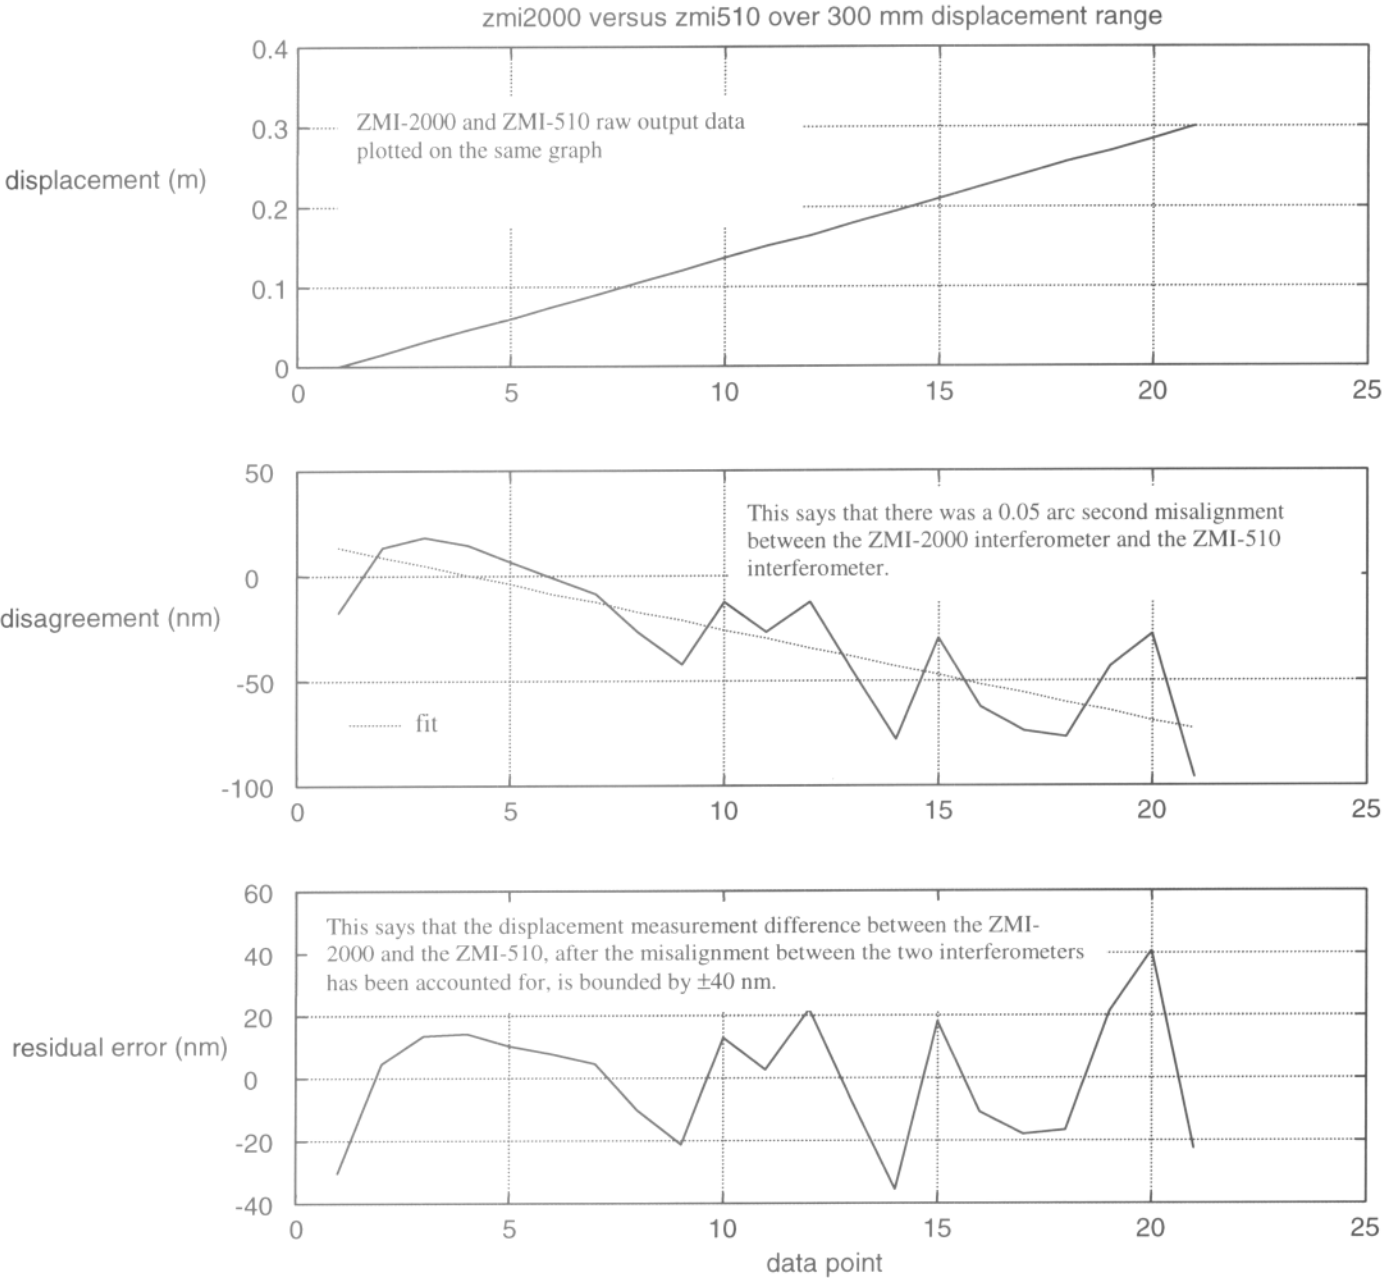 zmi2000 versus zmi510 over 300 mm displacement range
0.4
0.3
0.2
0.1
0
displacement (m)
ZMI-2000 and ZMI-510 raw output data
plotted on the same graph
0 5 10 15 20 25
50
0
-50
-100
disagreement (nm)
This says that there was a 0.05 arc second misalignment
between the ZMI-2000 interferometer and the ZMI-510
interferometer.
fit
0 5 10 15 20 25
60
40
20
0
-20
-40
residual error (nm)
This says that the displacement measurement difference between the ZMI-
2000 and the ZMI-510, after the misalignment between the two interferometers
has been accounted for, is bounded by ±40 nm.
0 5 10 15 20 25
data point